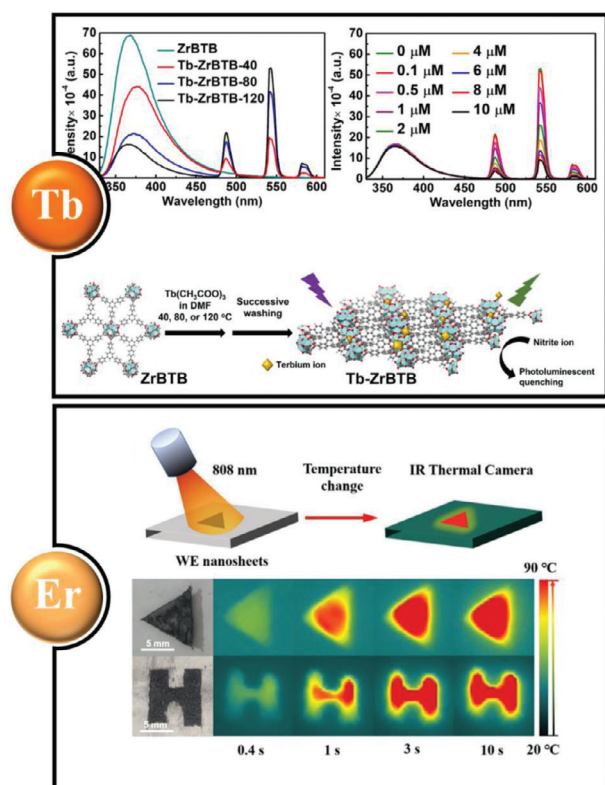 Tb
Intensity× 10⁻⁴ (a.u.)
70
60
50
40
30
20
10
ZrBTB
Tb-ZrBTB-40
Tb-ZrBTB-80
Tb-ZrBTB-120
350 400 450 500 550 600
Wavelength (nm)
Intensity× 10⁻⁴ (a.u.)
70
60
50
40
30
20
10
0 μM
0.1 μM
0.5 μM
1 μM
2 μM
4 μM
6 μM
8 μM
10 μM
350 400 450 500 550 600
Wavelength (nm)
Tb(CH₃COO)₃
in DMF
40, 80, or 120 °C
Successive
washing
Terbium ion
ZrBTB
Tb-ZrBTB
Nitrite ion
Photoluminescent
quenching
Er
808 nm
Temperature
change
IR Thermal Camera
WE nanosheets
90 °C
5 mm
5 mm
0.4 s
1 s
3 s
10 s
20 °C